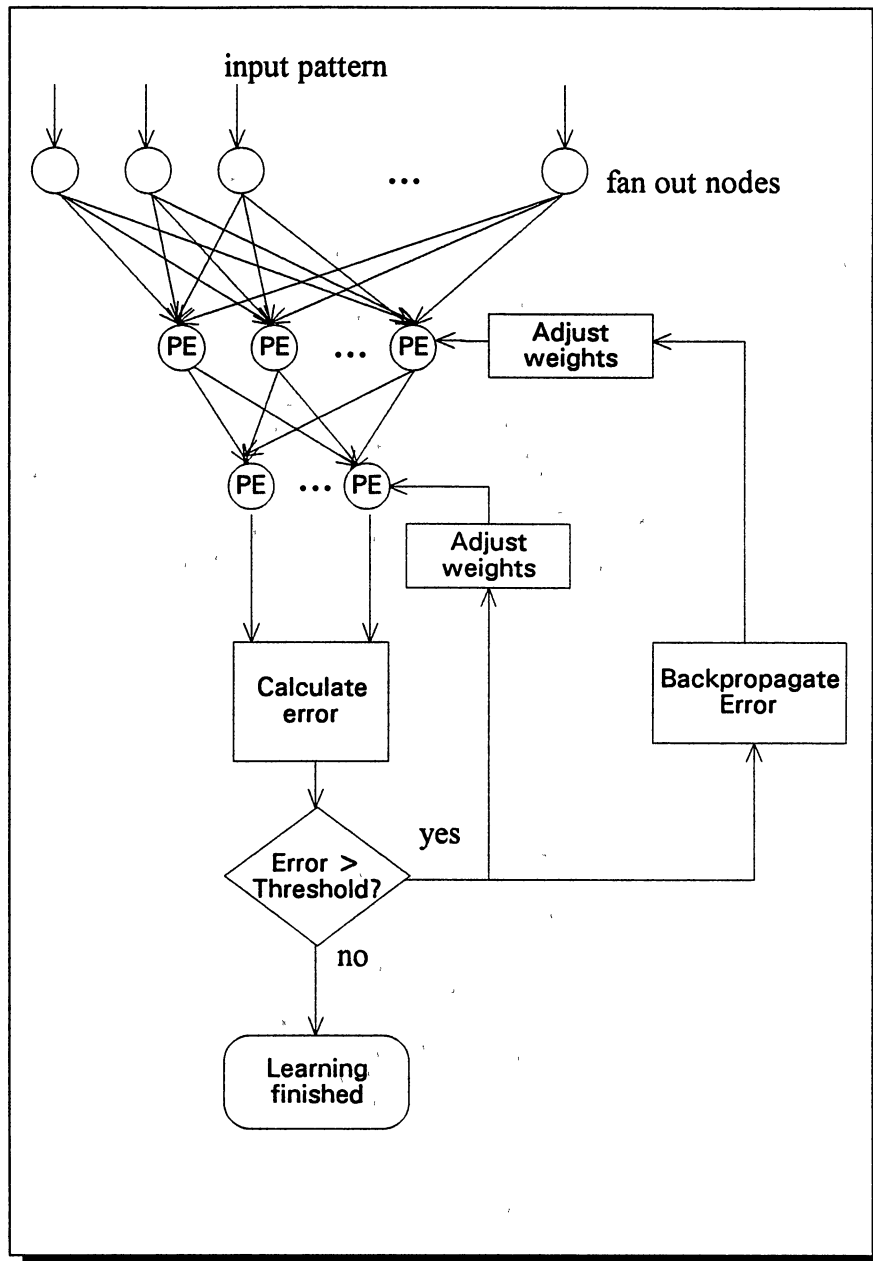 input pattern
...
fan out nodes
PE
PE
...
PE
Adjust
weights
PE
...
PE
Adjust
weights
Calculate
error
Backpropagate
Error
yes
Error >
Threshold?
no
Learning
finished